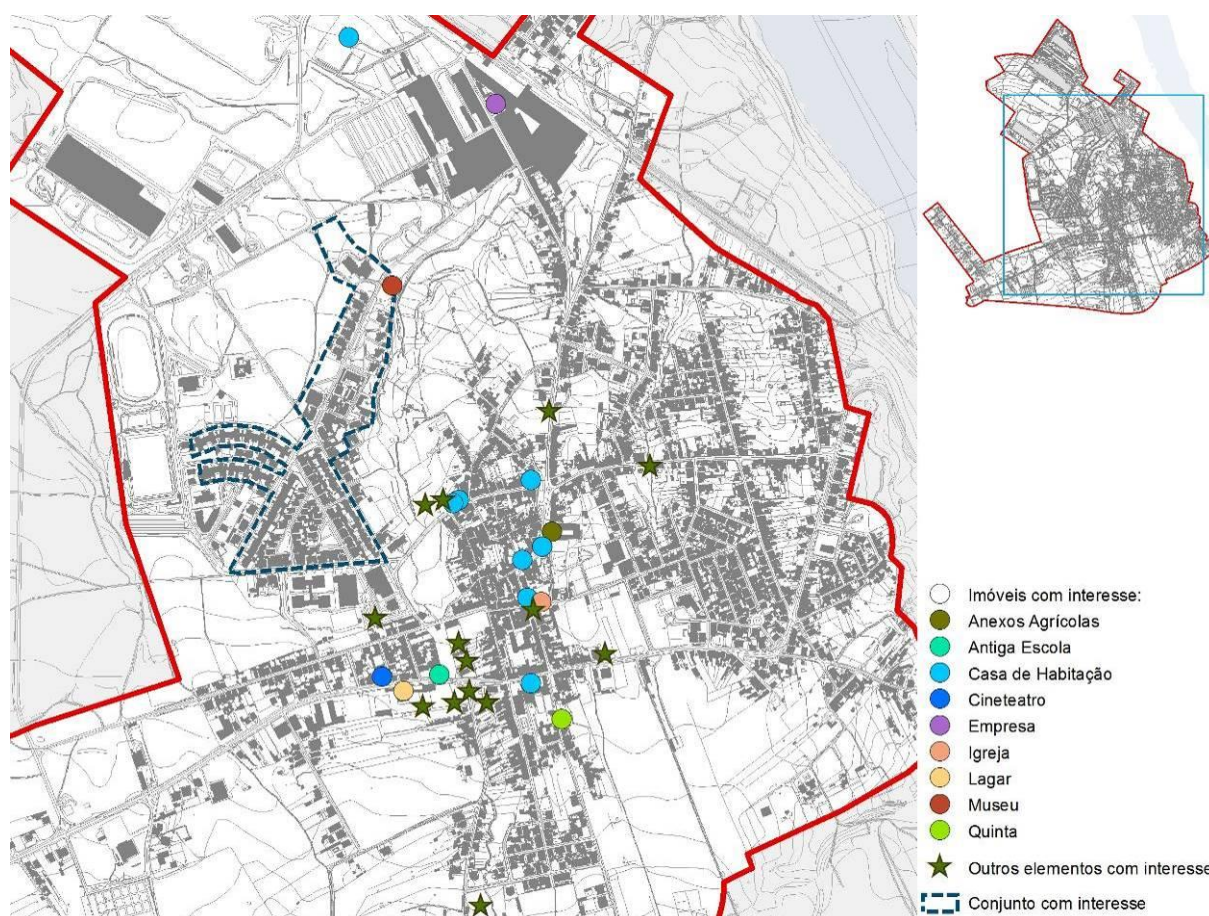 Imóveis com interesse:
Anexos Agrícolas
Antiga Escola
Casa de Habitação
Cineteatro
Empresa
Igreja
Lagar
Museu
Quinta
Outros elementos com interesse
Conjunto com interesse